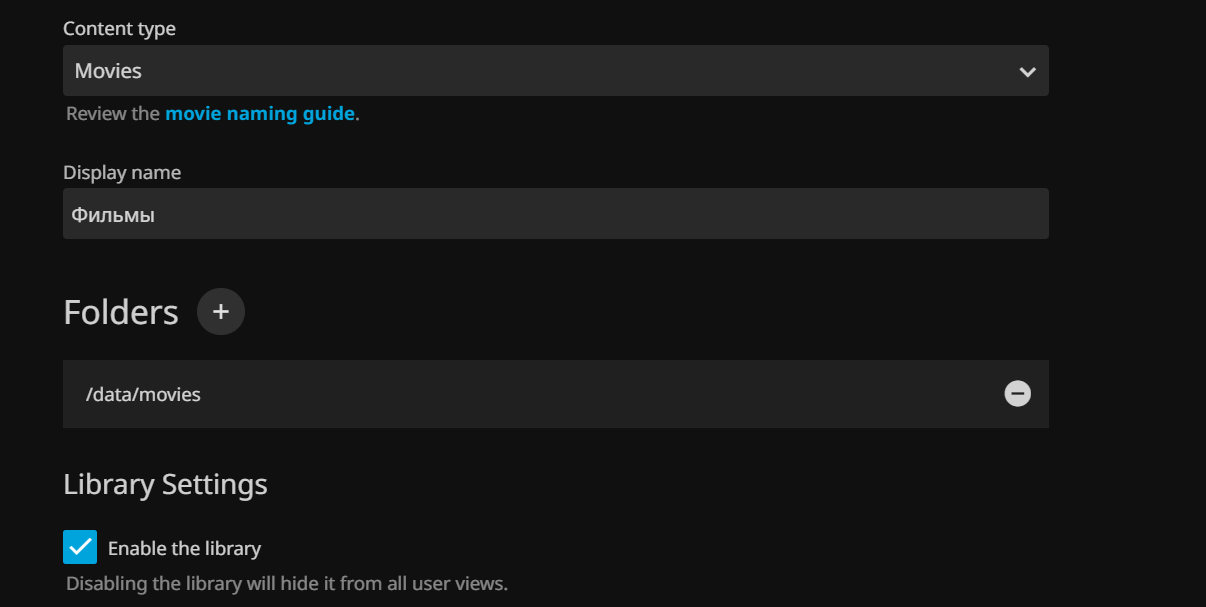 Content type
Movies
Review the movie naming guide.
Display name
Фильмы
Folders +
/data/movies
Library Settings
Enable the library
Disabling the library will hide it from all user views.